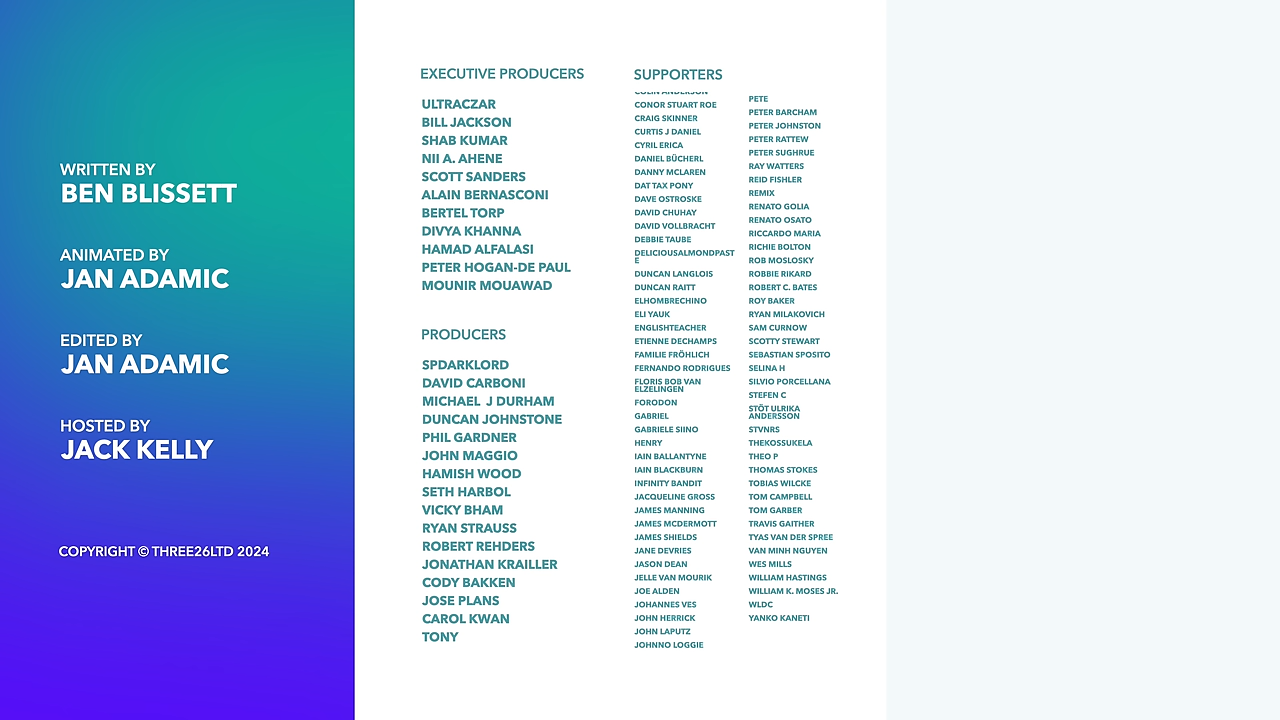 WRITTEN BY
BEN BLISSETT
ANIMATED BY
JAN ADAMIC
EDITED BY
JAN ADAMIC
HOSTED BY
JACK KELLY
COPYRIGHT © THREE26LTD 2024
EXECUTIVE PRODUCERS
ULTRACZAR
BILL JACKSON
SHAB KUMAR
NII A. AHENE
SCOTT SANDERS
ALAIN BERNASCONI
BERTEL TORP
DIVYA KHANNA
HAMAD ALFALASI
PETER HOGAN-DE PAUL
MOUNIR MOUAWAD
PRODUCERS
SPDARKLORD
DAVID CARBONI
MICHAEL J DURHAM
DUNCAN JOHNSTONE
PHIL GARDNER
JOHN MAGGIO
HAMISH WOOD
SETH HARBOL
VICKY BHAM
RYAN STRAUSS
ROBERT REHDERS
JONATHAN KRAILLER
CODY BAKKEN
JOSE PLANS
CAROL KWAN
TONY
SUPPORTERS
COLIN ANDERSON
CONOR STUART ROE
CRAIG SKINNER
CURTIS J DANIEL
CYRIL ERICA
DANIEL BÜCHERL
DANNY MCLAREN
DAT TAX PONY
DAVE OSTROSKE
DAVID CHUHAY
DAVID VOLLBRACHT
DEBBIE TAUBE
DELICIOUSALMONDPAST
E
DUNCAN LANGLOIS
DUNCAN RAITT
ELHOMBRECHINO
ELI YAUK
ENGLISHTEACHER
ETIENNE DECHAMPS
FAMILIE FRÖHLICH
FERNANDO RODRIGUES
FLORIS BOB VAN
ELZELINGEN
FORODON
GABRIEL
GABRIELE SIINO
HENRY
IAIN BALLANTYNE
IAIN BLACKBURN
INFINITY BANDIT
JACQUELINE GROSS
JAMES MANNING
JAMES MCDERMOTT
JAMES SHIELDS
JANE DEVRIES
JASON DEAN
JELLE VAN MOURIK
JOE ALDEN
JOHANNES VES
JOHN HERRICK
JOHN LAPUTZ
JOHNNO LOGGIE
PETE
PETER BARCHAM
PETER JOHNSTON
PETER RATTEW
PETER SUGHRUE
RAY WATTERS
REID FISHLER
REMIX
RENATO GOLIA
RENATO OSATO
RICCARDO MARIA
RICHIE BOLTON
ROB MOSLOSKY
ROBBIE RIKARD
ROBERT C. BATES
ROY BAKER
RYAN MILAKOVICH
SAM CURNOW
SCOTTY STEWART
SEBASTIAN SPOSITO
SELINA H
SILVIO PORCELLANA
STEFEN C
STÖT ULRIKA
ANDERSSON
STVNRS
THEKOSSUKELA
THEO P
THOMAS STOKES
TOBIAS WILCKE
TOM CAMPBELL
TOM GARBER
TRAVIS GAITHER
TYAS VAN DER SPREE
VAN MINH NGUYEN
WES MILLS
WILLIAM HASTINGS
WILLIAM K. MOSES JR.
WLDC
YANKO KANETI